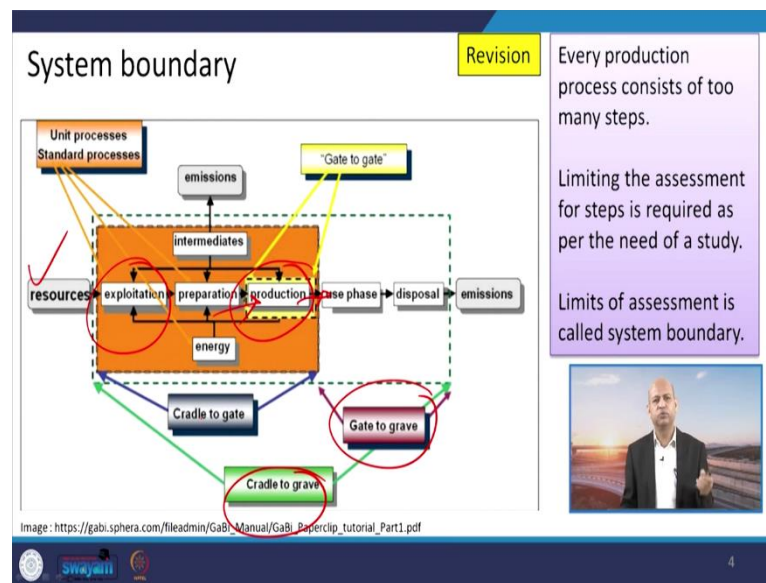 System boundary
Revision
Unit processes
Standard processes
"Gate to gate"
emissions
intermediates
resources
exploitation
preparation
production
use phase
disposal
emissions
energy
Cradle to gate
Gate to grave
Cradle to grave
Image : https://gabi.sphera.com/fileadmin/GaBi_Manual/GaBi_Paperclip_tutorial_Part1.pdf
Every production
process consists of too
many steps.
Limiting the assessment
for steps is required as
per the need of a study.
Limits of assessment is
called system boundary.
swayam
4